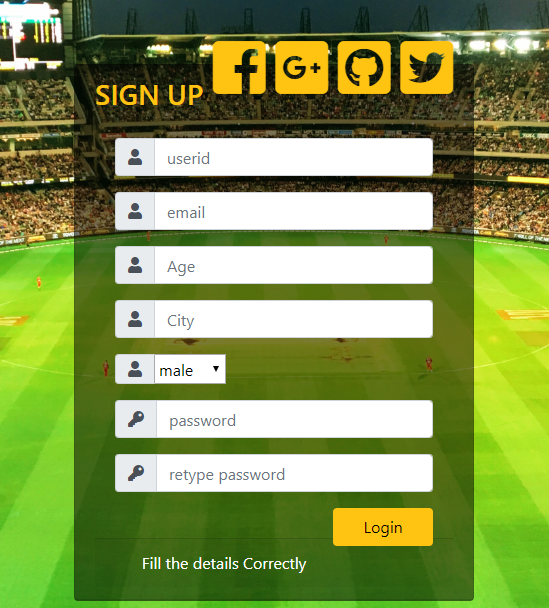 SIGN UP
userid
email
Age
City
male
password
retype password
Login
Fill the details Correctly